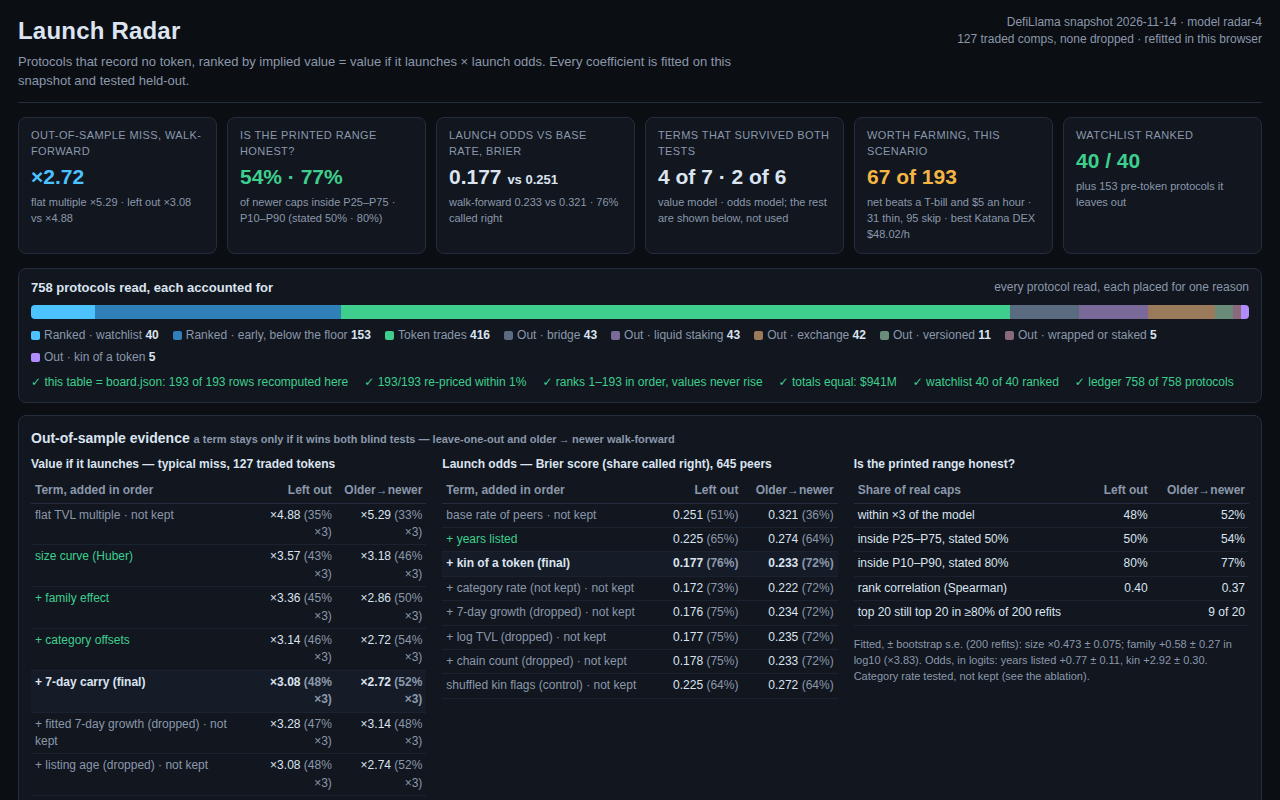 Launch Radar
DefiLlama snapshot 2026-11-14 · model radar-4
127 traded comps, none dropped · refitted in this browser
Protocols that record no token, ranked by implied value = value if it launches × launch odds. Every coefficient is fitted on this
snapshot and tested held-out.
OUT-OF-SAMPLE MISS, WALK-
FORWARD
×2.72
flat multiple ×5.29 · left out ×3.08
vs ×4.88
IS THE PRINTED RANGE
HONEST?
54% · 77%
of newer caps inside P25–P75 ·
P10–P90 (stated 50% · 80%)
LAUNCH ODDS VS BASE
RATE, BRIER
0.177 vs 0.251
walk-forward 0.233 vs 0.321 · 76%
called right
TERMS THAT SURVIVED BOTH
TESTS
4 of 7 · 2 of 6
value model · odds model; the rest
are shown below, not used
WORTH FARMING, THIS
SCENARIO
67 of 193
net beats a T-bill and $5 an hour ·
31 thin, 95 skip · best Katana DEX
$48.02/h
WATCHLIST RANKED
40 / 40
plus 153 pre-token protocols it
leaves out
758 protocols read, each accounted for
every protocol read, each placed for one reason
Ranked · watchlist 40 Ranked · early, below the floor 153 Token trades 416 Out · bridge 43 Out · liquid staking 43 Out · exchange 42 Out · versioned 11 Out · wrapped or staked 5
Out · kin of a token 5
✓ this table = board.json: 193 of 193 rows recomputed here ✓ 193/193 re-priced within 1% ✓ ranks 1–193 in order, values never rise ✓ totals equal: $941M ✓ watchlist 40 of 40 ranked ✓ ledger 758 of 758 protocols
Out-of-sample evidence a term stays only if it wins both blind tests — leave-one-out and older → newer walk-forward
Value if it launches — typical miss, 127 traded tokens
Term, added in order Left out Older→newer
flat TVL multiple · not kept ×4.88 (35% ×5.29 (33%
×3) ×3)
size curve (Huber) ×3.57 (43% ×3.18 (46%
×3) ×3)
+ family effect ×3.36 (45% ×2.86 (50%
×3) ×3)
+ category offsets ×3.14 (46% ×2.72 (54%
×3) ×3)
+ 7-day carry (final) ×3.08 (48% ×2.72 (52%
×3) ×3)
+ fitted 7-day growth (dropped) · not ×3.28 (47% ×3.14 (48%
kept ×3) ×3)
+ listing age (dropped) · not kept ×3.08 (48% ×2.74 (52%
×3) ×3)
Launch odds — Brier score (share called right), 645 peers
Term, added in order Left out Older→newer
base rate of peers · not kept 0.251 (51%) 0.321 (36%)
+ years listed 0.225 (65%) 0.274 (64%)
+ kin of a token (final) 0.177 (76%) 0.233 (72%)
+ category rate (not kept) · not kept 0.172 (73%) 0.222 (72%)
+ 7-day growth (dropped) · not kept 0.176 (75%) 0.234 (72%)
+ log TVL (dropped) · not kept 0.177 (75%) 0.235 (72%)
+ chain count (dropped) · not kept 0.178 (75%) 0.233 (72%)
shuffled kin flags (control) · not kept 0.225 (64%) 0.272 (64%)
Is the printed range honest?
Share of real caps Left out Older→newer
within ×3 of the model 48% 52%
inside P25–P75, stated 50% 50% 54%
inside P10–P90, stated 80% 80% 77%
rank correlation (Spearman) 0.40 0.37
top 20 still top 20 in ≥80% of 200 refits 9 of 20
Fitted, ± bootstrap s.e. (200 refits): size ×0.473 ± 0.075; family +0.58 ± 0.27 in
log10 (×3.83). Odds, in logits: years listed +0.77 ± 0.11, kin +2.92 ± 0.30.
Category rate tested, not kept (see the ablation).